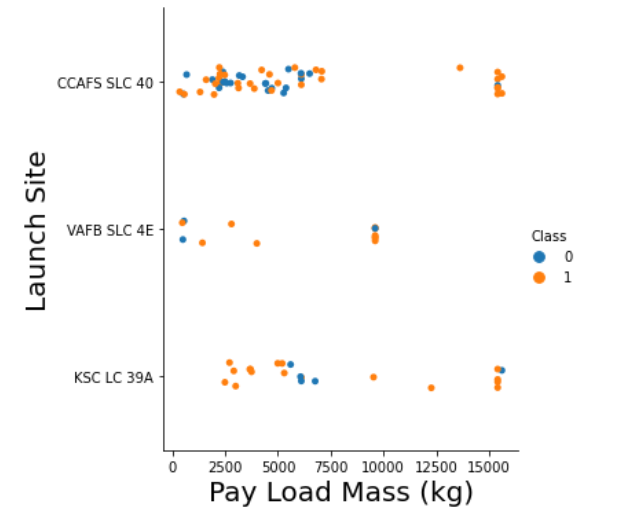 CCAFS SLC 40
VAFB SLC 4E
KSC LC 39A
Launch Site
0 2500 5000 7500 10000 12500 15000
Pay Load Mass (kg)
Class
0
1